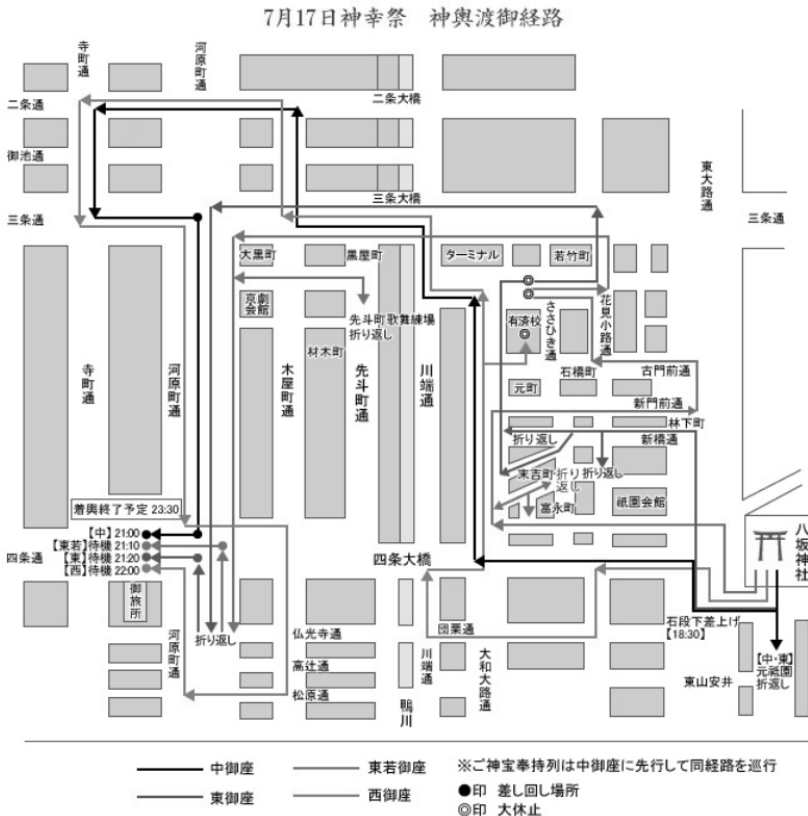 7月17日神幸祭　神輿渡御経路
寺町通
河原町通
二条通
二条大橋
御池通
三条大橋
東大路通
三条通
三条通
大黒町
黒屋町
ターミナル
若竹町
京劇会館
先斗町歌舞練場
折り返し
有済校
ささひき通
花見小路通
材木町
石橋町
古門前通
元町
新門前通
寺町通
河原町通
木屋町通
先斗町通
川端通
林下町
新橋通
折り返し
折り返し
末吉町
折り返し
富永町
祇園会館
着輿終了予定 23:30
【中】21:00
【東若】待機 21:10
【東】待機 21:20
【西】待機 22:00
四条通
四条大橋
八坂神社
御旅所
石段下差上げ
【18:30】
団栗通
折り返し
仏光寺通
河原町通
高辻通
松原通
川端通
大和大路通
鴨川
東山安井
【中・東】
元祗園
折返し
中御座
東若御座
※ご神宝奉持列は中御座に先行して同経路を巡行
東御座
西御座
●印 差し回し場所
◎印 大休止